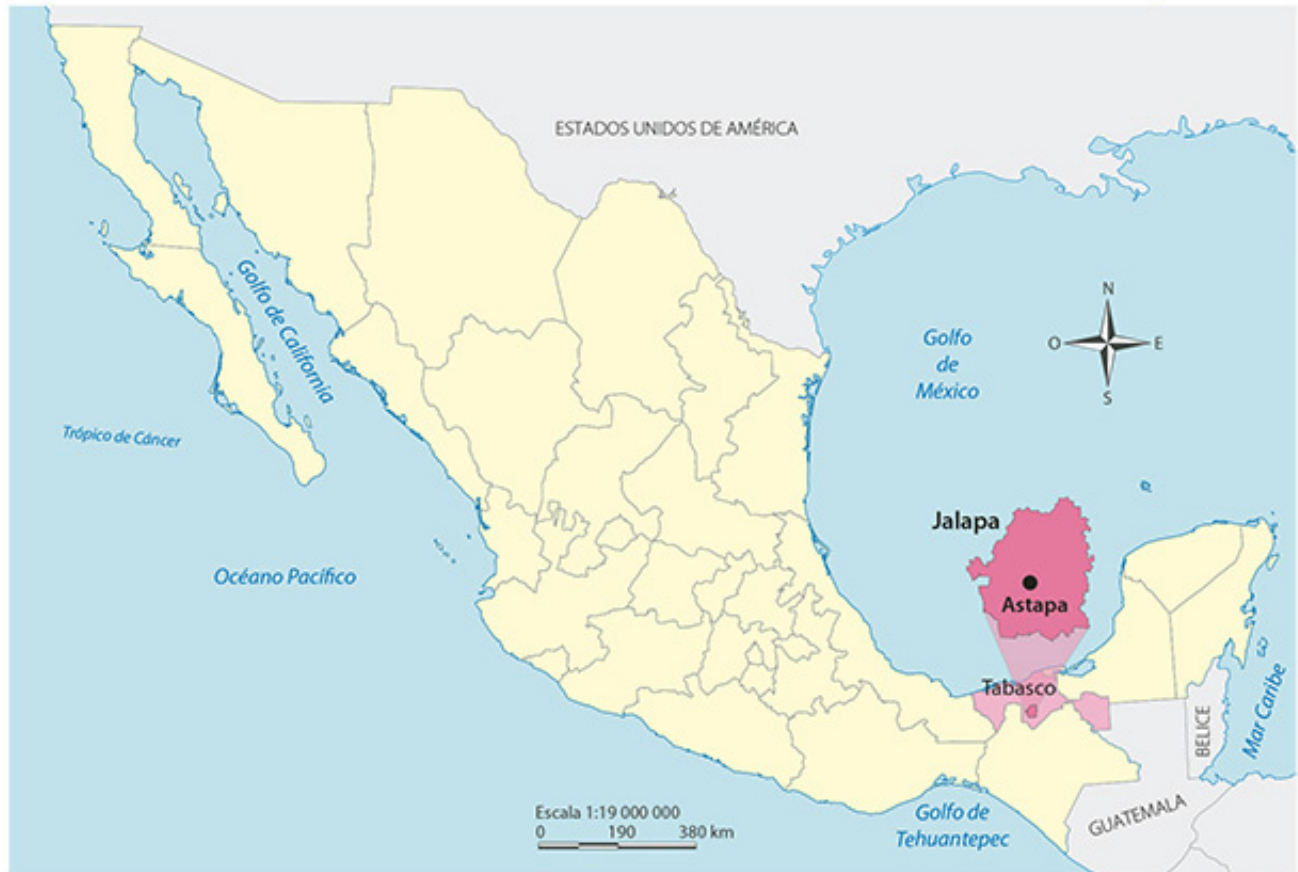 ESTADOS UNIDOS DE AMÉRICA
Golfo de California
Golfo
de
México
N
O
E
S
Trópico de Cáncer
Jalapa
Astapa
Océano Pacífico
Tabasco
BELICE
Mar Caribe
GUATEMALA
Golfo de
Tehuantepec
Escala 1:19 000 000
0 190 380 km